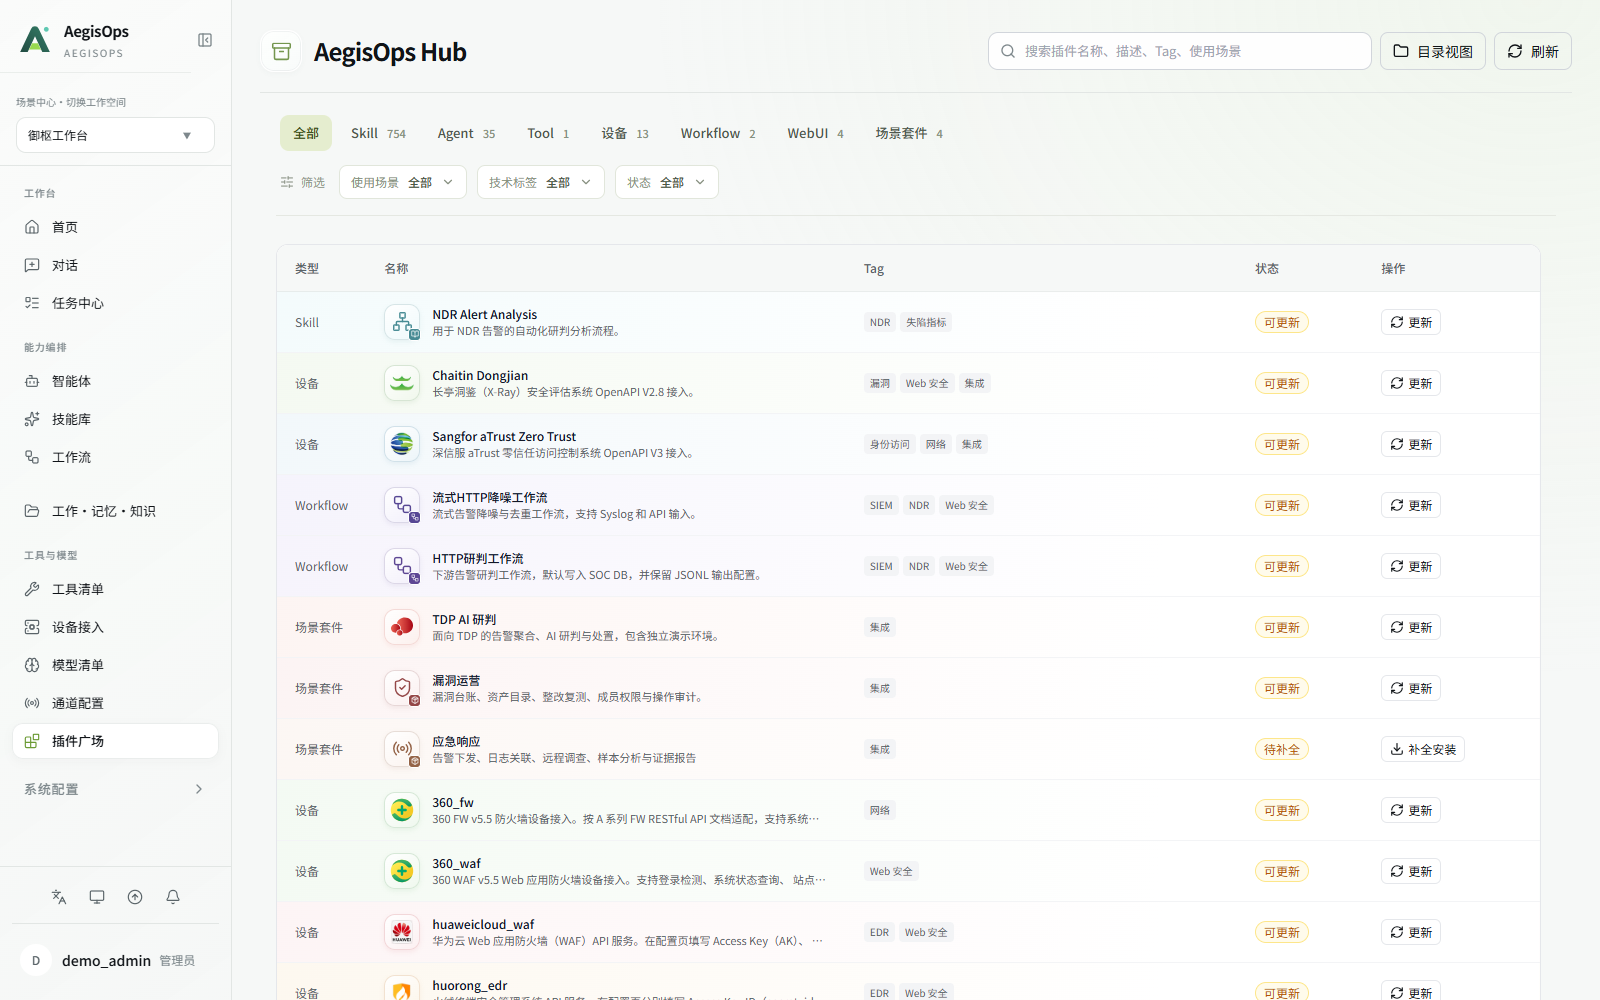 AegisOps
AEGISOPS
场景中心·切换工作空间
御枢工作台
工作台
首页
对话
任务中心
能力编排
智能体
技能库
工作流
工作·记忆·知识
工具与模型
工具清单
设备接入
模型清单
通道配置
插件广场
系统配置
D demo_admin 管理员
AegisOps Hub
搜索插件名称、描述、Tag、使用场景
目录视图
刷新
全部 Skill 754 Agent 35 Tool 1 设备 13 Workflow 2 WebUI 4 场景套件 4
筛选 使用场景 全部 技术标签 全部 状态 全部
类型 名称 Tag 状态 操作
Skill NDR Alert Analysis NDR 失陷指标 可更新 更新
用于 NDR 告警的自动化研判分析流程。
设备 Chaitin Dongjian 漏洞 Web 安全 集成 可更新 更新
长亭洞鉴（X-Ray）安全评估系统 OpenAPI V2.8 接入。
设备 Sangfor aTrust Zero Trust 身份访问 网络 集成 可更新 更新
深信服 aTrust 零信任访问控制系统 OpenAPI V3 接入。
Workflow 流式HTTP降噪工作流 SIEM NDR Web 安全 可更新 更新
流式告警降噪与去重工作流，支持 Syslog 和 API 输入。
Workflow HTTP研判工作流 SIEM NDR Web 安全 可更新 更新
下游告警研判工作流，默认写入 SOC DB，并保留 JSONL 输出配置。
场景套件 TDP AI 研判 集成 可更新 更新
面向 TDP 的告警聚合、AI 研判与处置，包含独立演示环境。
场景套件 漏洞运营 集成 可更新 更新
漏洞台账、资产目录、整改复测、成员权限与操作审计。
场景套件 应急响应 集成 待补全 补全安装
告警下发、日志关联、远程调查、样本分析与证据报告
设备 360_fw 网络 可更新 更新
360 FW v5.5 防火墙设备接入。按 A 系列 FW RESTful API 文档适配，支持系统…
设备 360_waf Web 安全 可更新 更新
360 WAF v5.5 Web 应用防火墙设备接入。支持登录检测、系统状态查询、 站点…
设备 huaweicloud_waf EDR Web 安全 可更新 更新
HUAWEI
华为云 Web 应用防火墙（WAF）API 服务。在配置页填写 Access Key（AK）、 …
设备 huorong_edr EDR Web 安全 可更新 更新